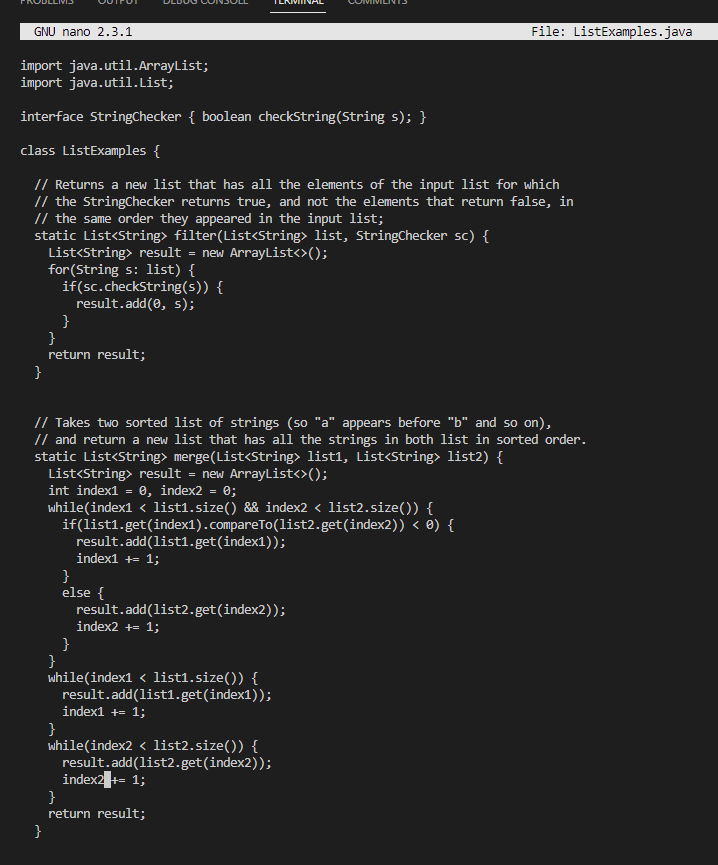 PROBLEMS OUTPUT DEBUG CONSOLE TERMINAL COMMENTS
GNU nano 2.3.1 File: ListExamples.java
import java.util.ArrayList;
import java.util.List;
interface StringChecker { boolean checkString(String s); }
class ListExamples {
// Returns a new list that has all the elements of the input list for which
// the StringChecker returns true, and not the elements that return false, in
// the same order they appeared in the input list;
static List<String> filter(List<String> list, StringChecker sc) {
List<String> result = new ArrayList<>();
for(String s: list) {
if(sc.checkString(s)) {
result.add(0, s);
}
}
return result;
}
// Takes two sorted list of strings (so "a" appears before "b" and so on),
// and return a new list that has all the strings in both list in sorted order.
static List<String> merge(List<String> list1, List<String> list2) {
List<String> result = new ArrayList<>();
int index1 = 0, index2 = 0;
while(index1 < list1.size() && index2 < list2.size()) {
if(list1.get(index1).compareTo(list2.get(index2)) < 0) {
result.add(list1.get(index1));
index1 += 1;
}
else {
result.add(list2.get(index2));
index2 += 1;
}
}
while(index1 < list1.size()) {
result.add(list1.get(index1));
index1 += 1;
}
while(index2 < list2.size()) {
result.add(list2.get(index2));
index2 += 1;
}
return result;
}